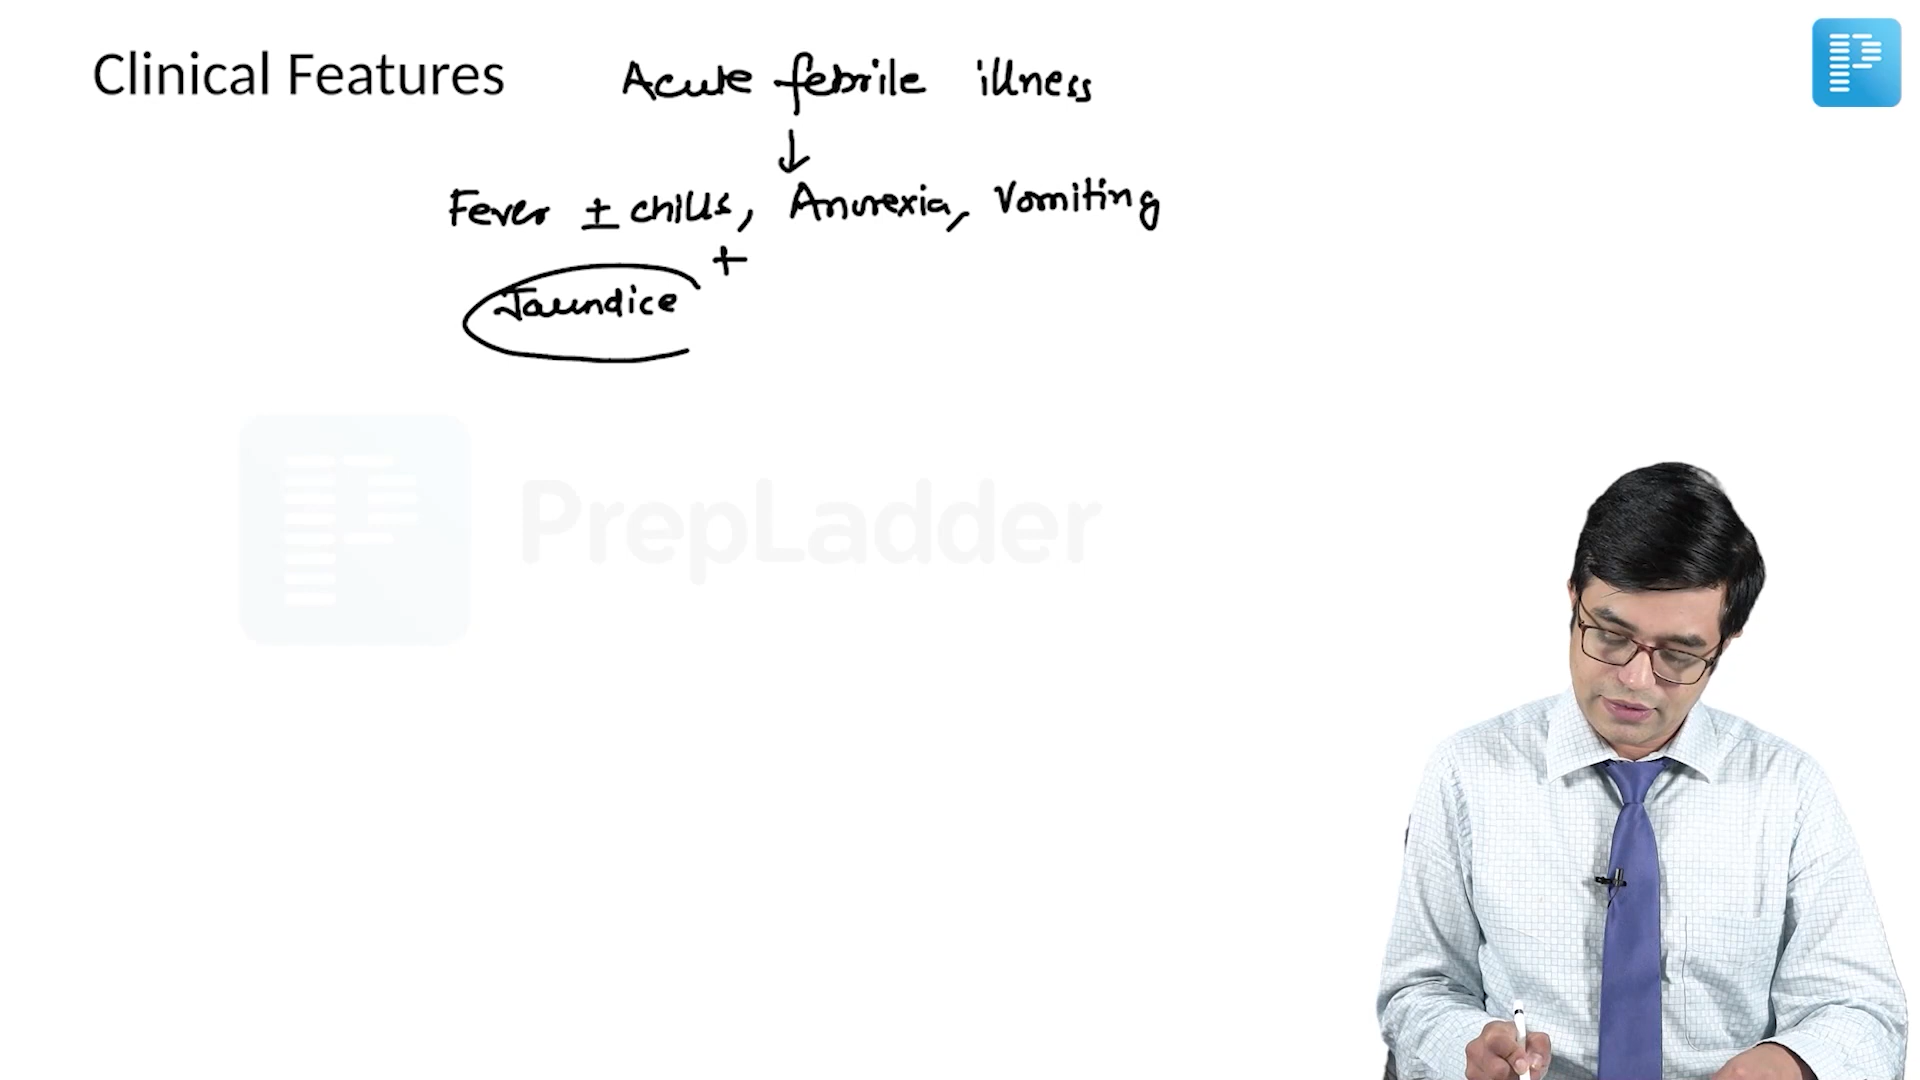 Clinical Features
Acute febrile illness
↓
Fever ± chills, Anorexia, Vomiting
+
Jaundice
PrepLadder